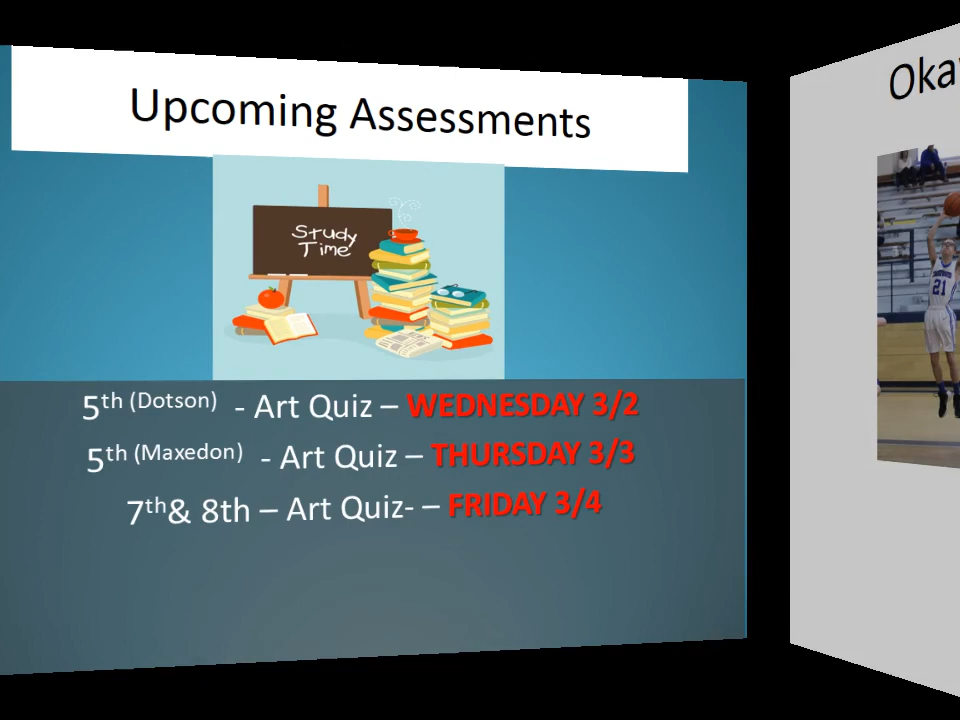 Upcoming Assessments
Study
Time
5th (Dotson) - Art Quiz – WEDNESDAY 3/2
5th (Maxedon) - Art Quiz – THURSDAY 3/3
7th& 8th – Art Quiz- – FRIDAY 3/4
21